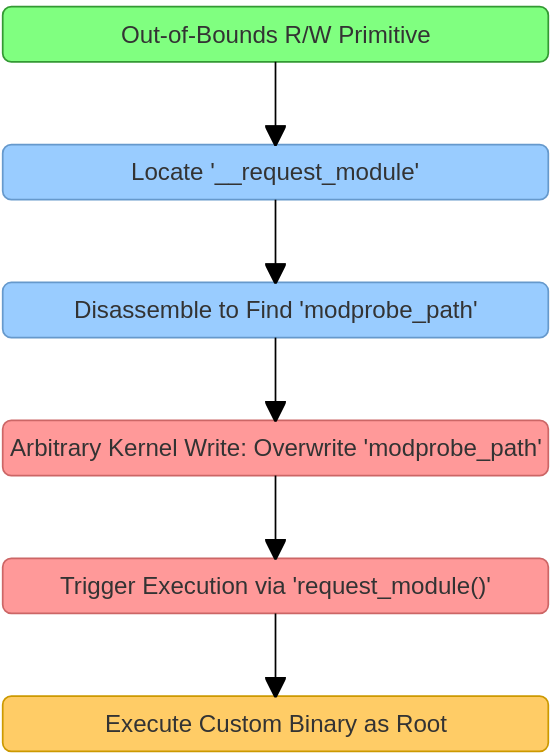 Out-of-Bounds R/W Primitive
Locate '__request_module'
Disassemble to Find 'modprobe_path'
Arbitrary Kernel Write: Overwrite 'modprobe_path'
Trigger Execution via 'request_module()'
Execute Custom Binary as Root